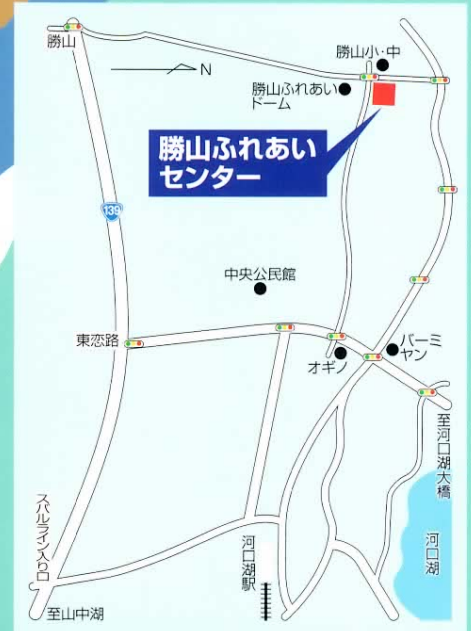 勝山
N
勝山小・中
勝山ふれあい
ドーム
勝山ふれあい
センター
139
中央公民館
東恋路
オギノ
バーミ
ヤン
至河口湖大橋
河口湖
スバルライン入り口
河口湖駅
至山中湖